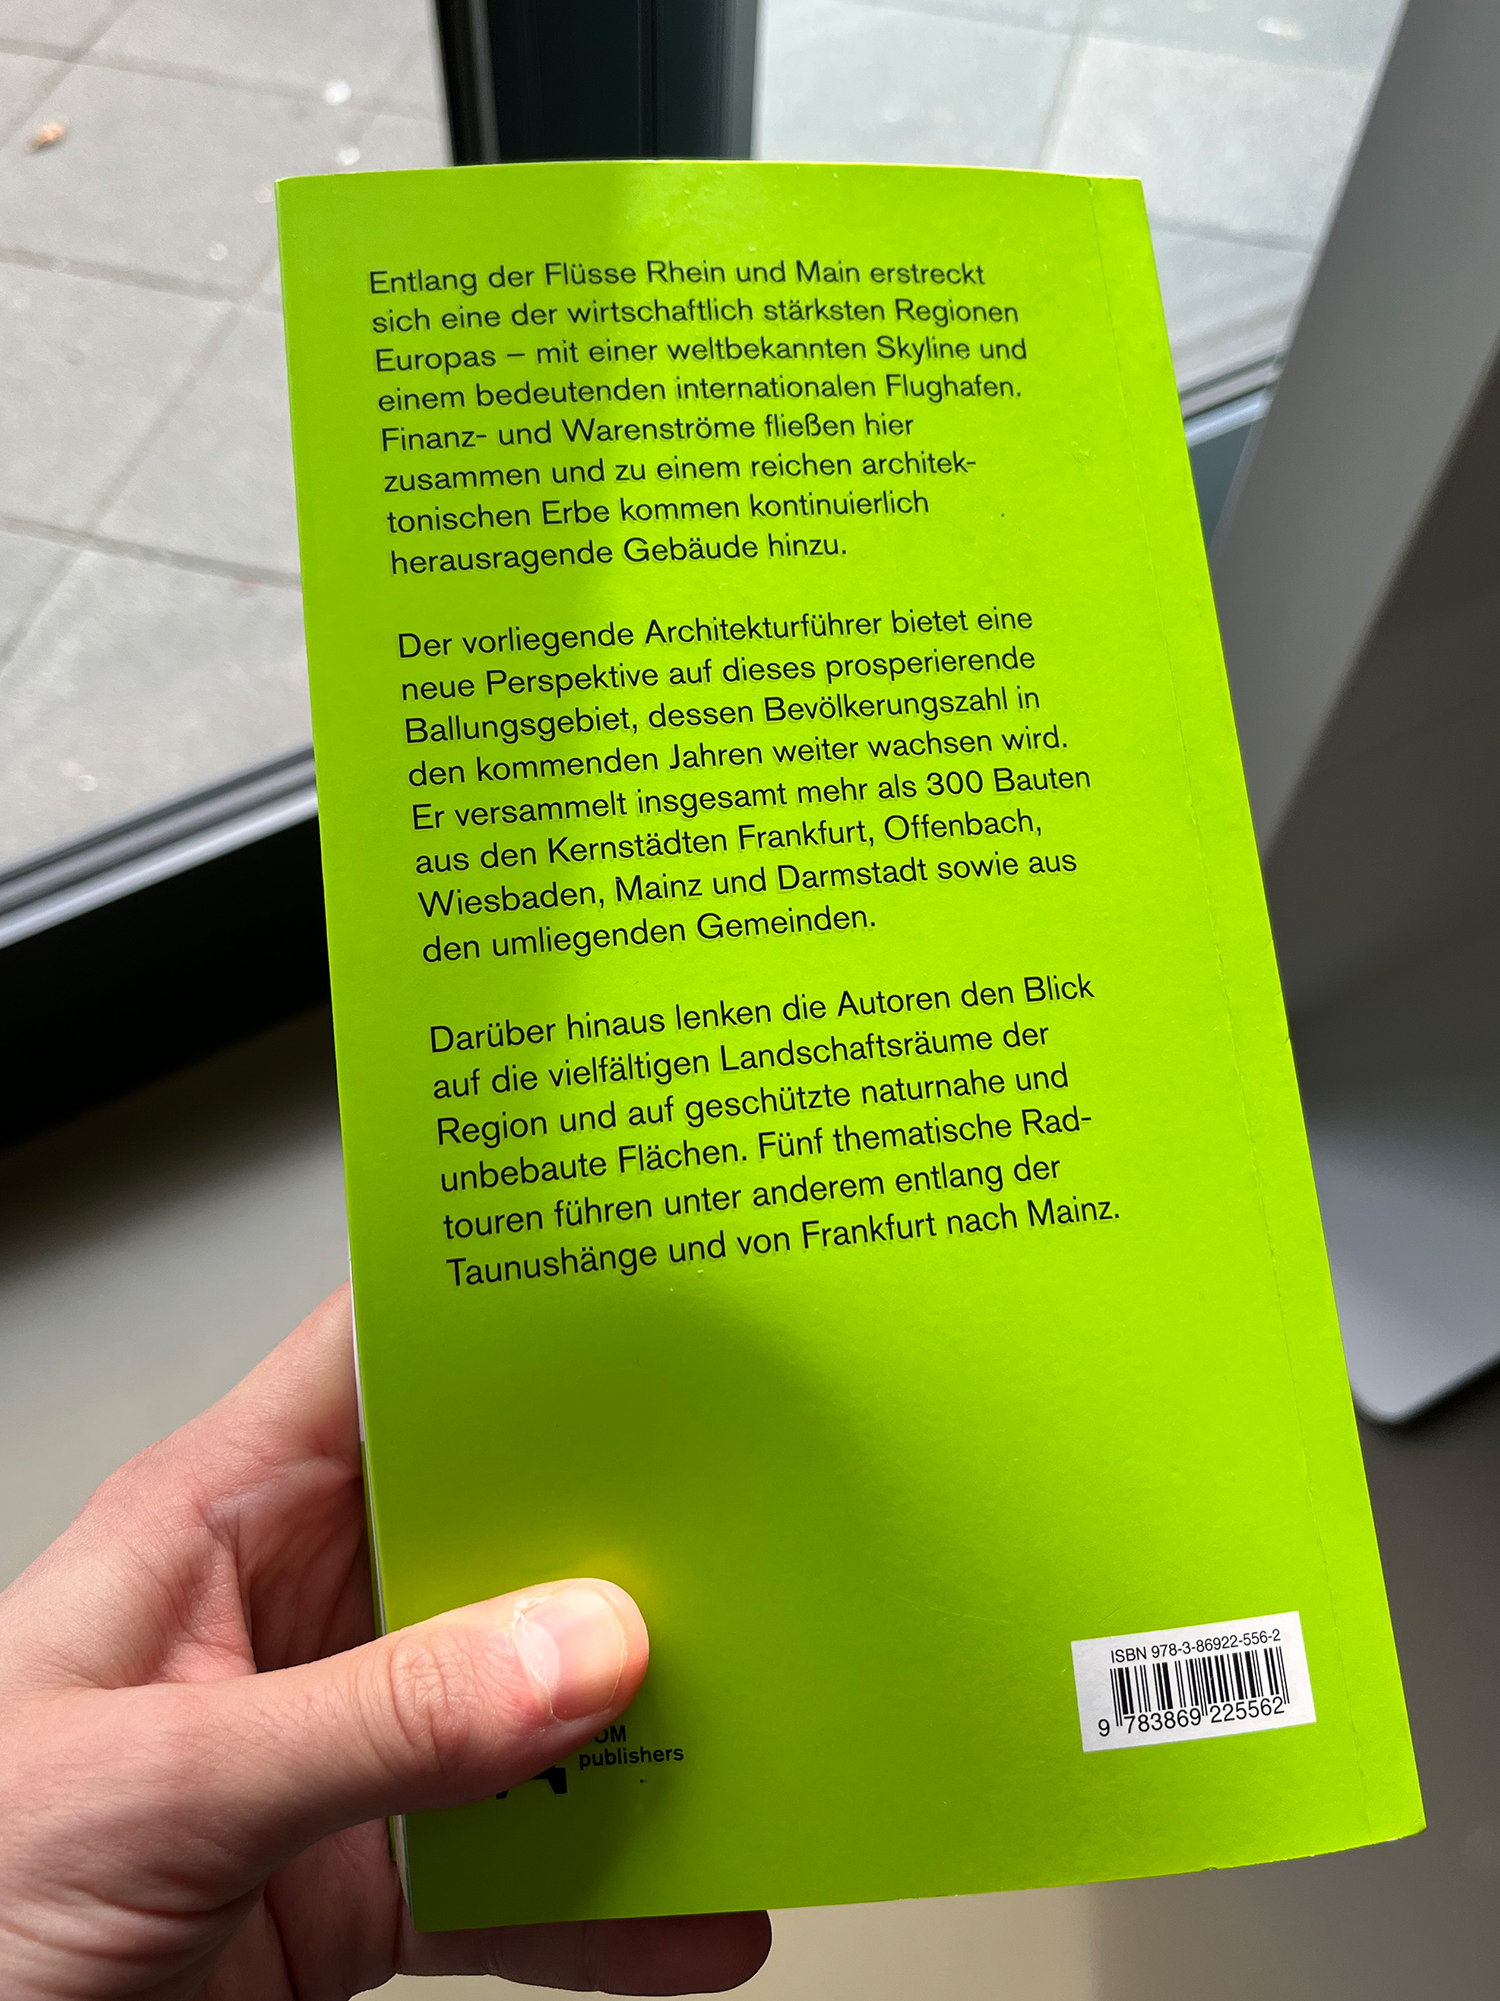 Entlang der Flüsse Rhein und Main erstreckt
sich eine der wirtschaftlich stärksten Regionen
Europas – mit einer weltbekannten Skyline und
einem bedeutenden internationalen Flughafen.
Finanz- und Warenströme fließen hier
zusammen und zu einem reichen architek-
tonischen Erbe kommen kontinuierlich
herausragende Gebäude hinzu.
Der vorliegende Architekturführer bietet eine
neue Perspektive auf dieses prosperierende
Ballungsgebiet, dessen Bevölkerungszahl in
den kommenden Jahren weiter wachsen wird.
Er versammelt insgesamt mehr als 300 Bauten
aus den Kernstädten Frankfurt, Offenbach,
Wiesbaden, Mainz und Darmstadt sowie aus
den umliegenden Gemeinden.
Darüber hinaus lenken die Autoren den Blick
auf die vielfältigen Landschaftsräume der
Region und auf geschützte naturnahe und
unbebaute Flächen. Fünf thematische Rad-
touren führen unter anderem entlang der
Taunushänge und von Frankfurt nach Mainz.
publishers
ISBN 978-3-86922-556-2
9 783869 225562